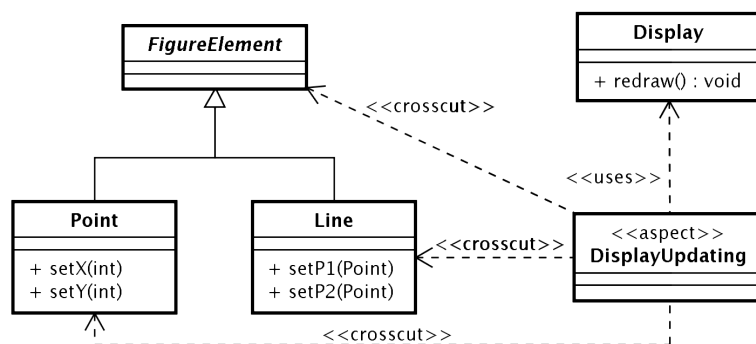 FigureElement
Display
+ redraw() : void
<<crosscut>>
<<uses>>
Point
+ setX(int)
+ setY(int)
Line
+ setP1(Point)
+ setP2(Point)
<<crosscut>>
<<aspect>>
DisplayUpdating
<<crosscut>>